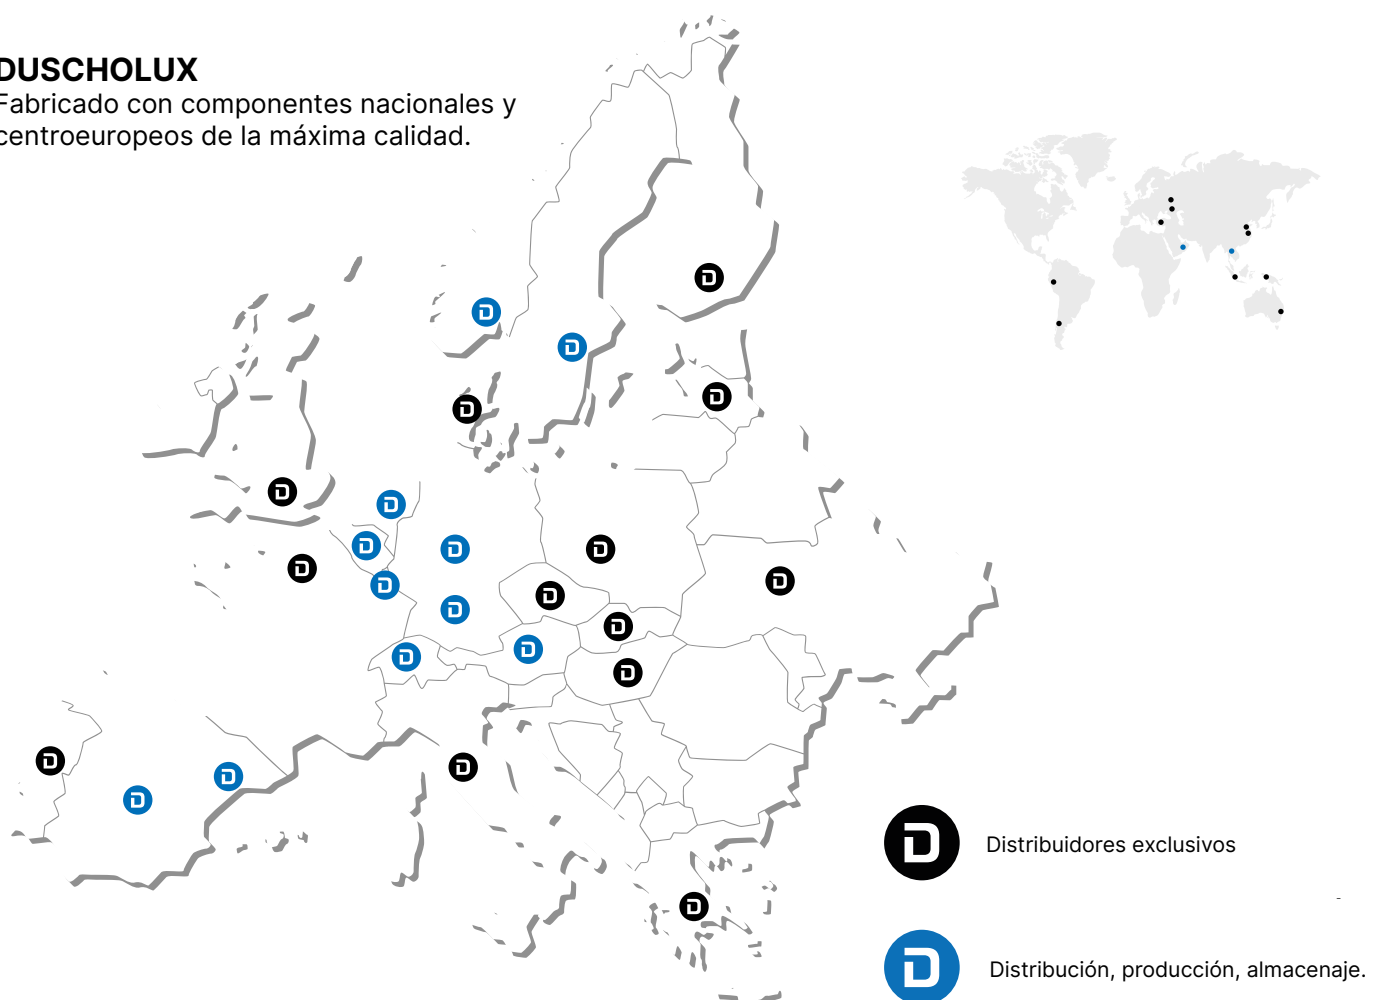 DUSCHOLUX
Fabricado con componentes nacionales y
centroeuropeos de la máxima calidad.
Distribuidores exclusivos
Distribución, producción, almacenaje.